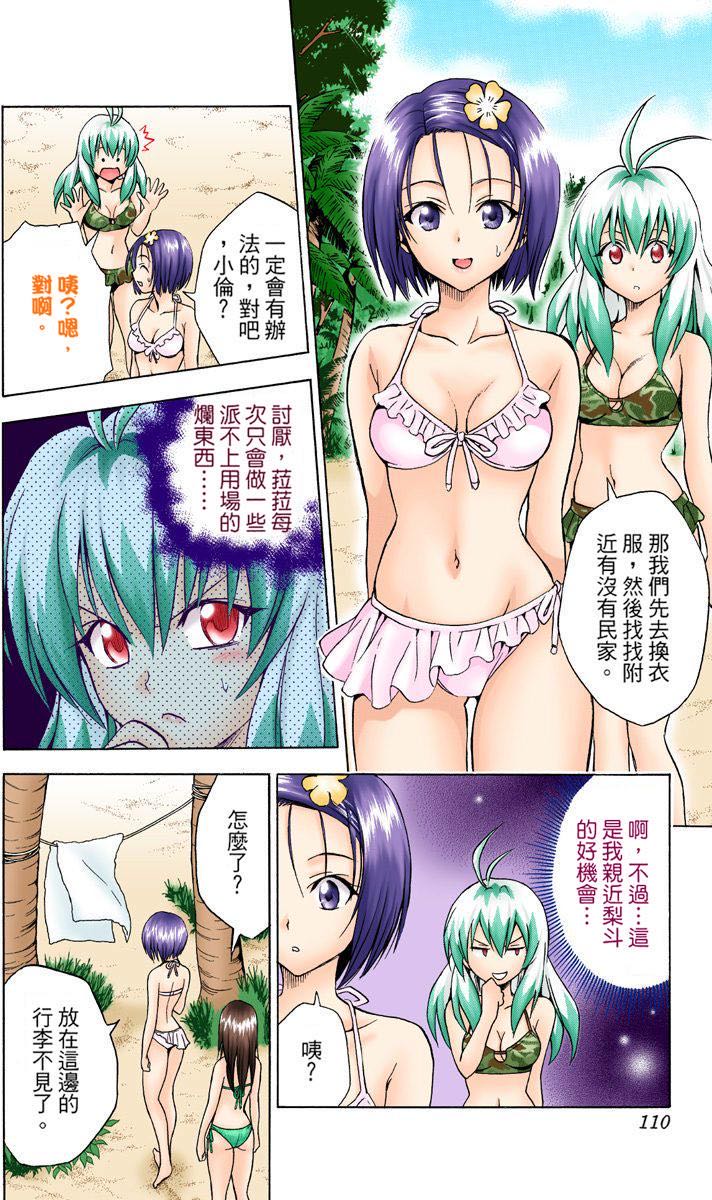 那我們先去換衣
服，然後找找附
近有沒有民家。
一定會有辦
法的，對吧
，小倫？
咦？嗯，
對啊。
討厭，菈菈每
次只會做一些
派不上用場的
爛東西……
啊，不過…這
是我親近梨斗
的好機會…
咦？
怎麼了？
放在這邊的
行李不見了。
110